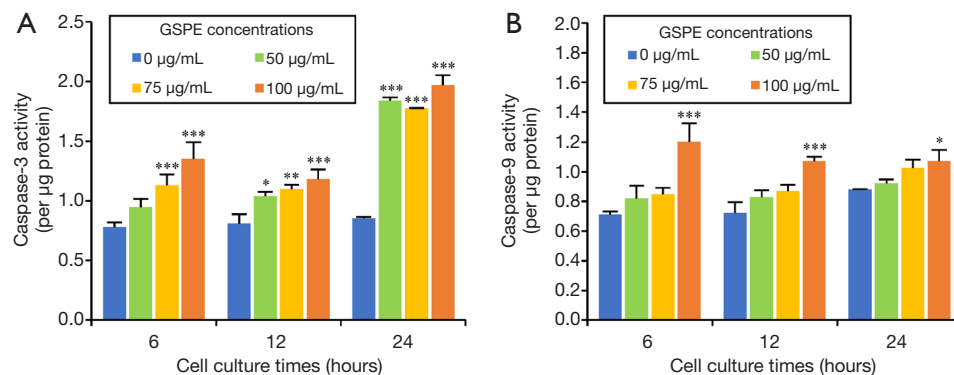 A
GSPE concentrations
0 µg/mL 50 µg/mL
75 µg/mL 100 µg/mL
Caspase-3 activity
(per µg protein)
2.5
2.0
1.5
1.0
0.5
0.0
*** ***
* ** ***
*** *** ***
6 12 24
Cell culture times (hours)
B
GSPE concentrations
0 µg/mL 50 µg/mL
75 µg/mL 100 µg/mL
Caspase-9 activity
(per µg protein)
2.0
1.8
1.6
1.4
1.2
1.0
0.8
0.6
0.4
0.2
0.0
***
***
*
6 12 24
Cell culture times (hours)